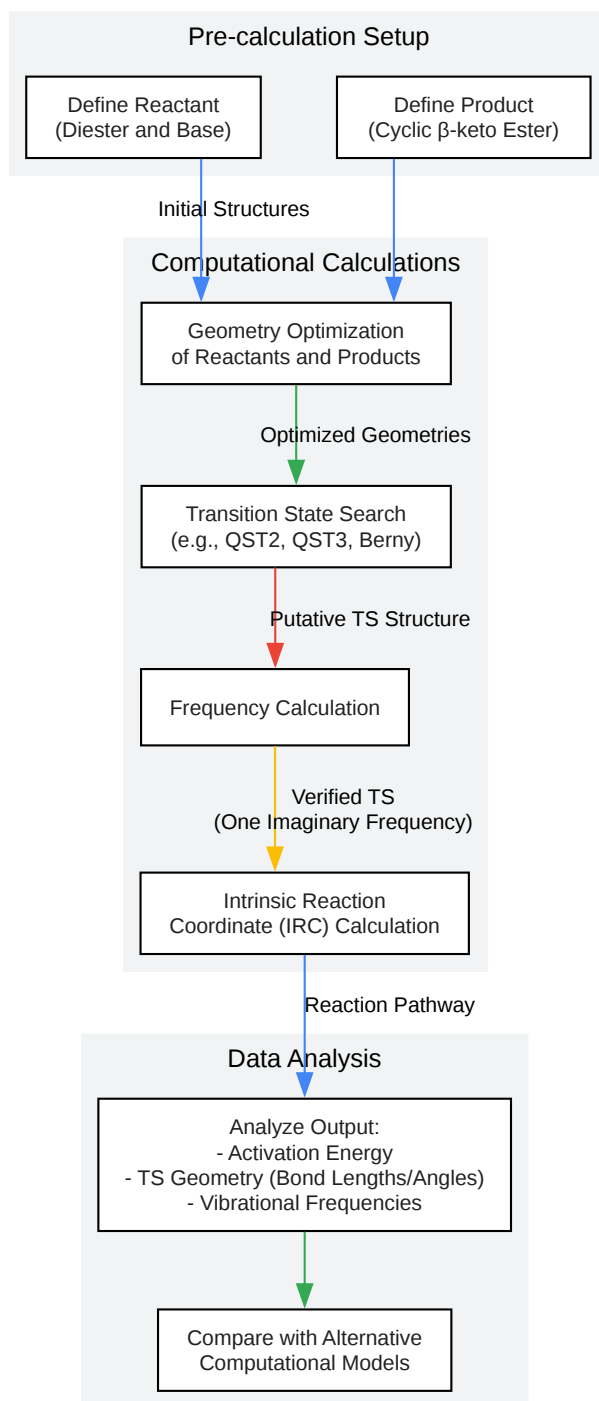 Pre-calculation Setup
Define Reactant
(Diester and Base)
Define Product
(Cyclic β-keto Ester)
Initial Structures
Computational Calculations
Geometry Optimization
of Reactants and Products
Optimized Geometries
Transition State Search
(e.g., QST2, QST3, Berny)
Putative TS Structure
Frequency Calculation
Verified TS
(One Imaginary Frequency)
Intrinsic Reaction
Coordinate (IRC) Calculation
Reaction Pathway
Data Analysis
Analyze Output:
- Activation Energy
- TS Geometry (Bond Lengths/Angles)
- Vibrational Frequencies
Compare with Alternative
Computational Models